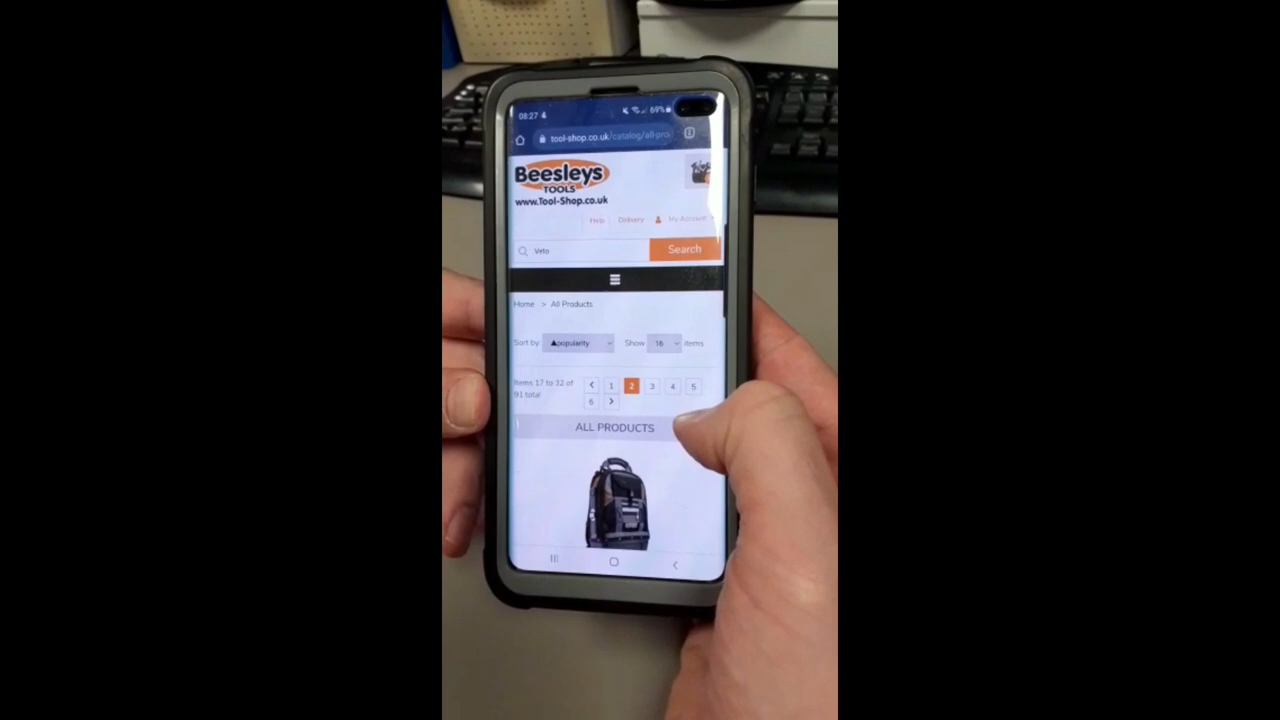 08:27 69%
tool-shop.co.uk/catalog/all-pro
Beesleys
TOOLS
www.Tool-Shop.co.uk
Help Delivery My Account
Veto Search
Home > All Products
Sort by ▲popularity Show 16 items
Items 17 to 32 of
91 total
< 1 2 3 4 5
6 >
ALL PRODUCTS